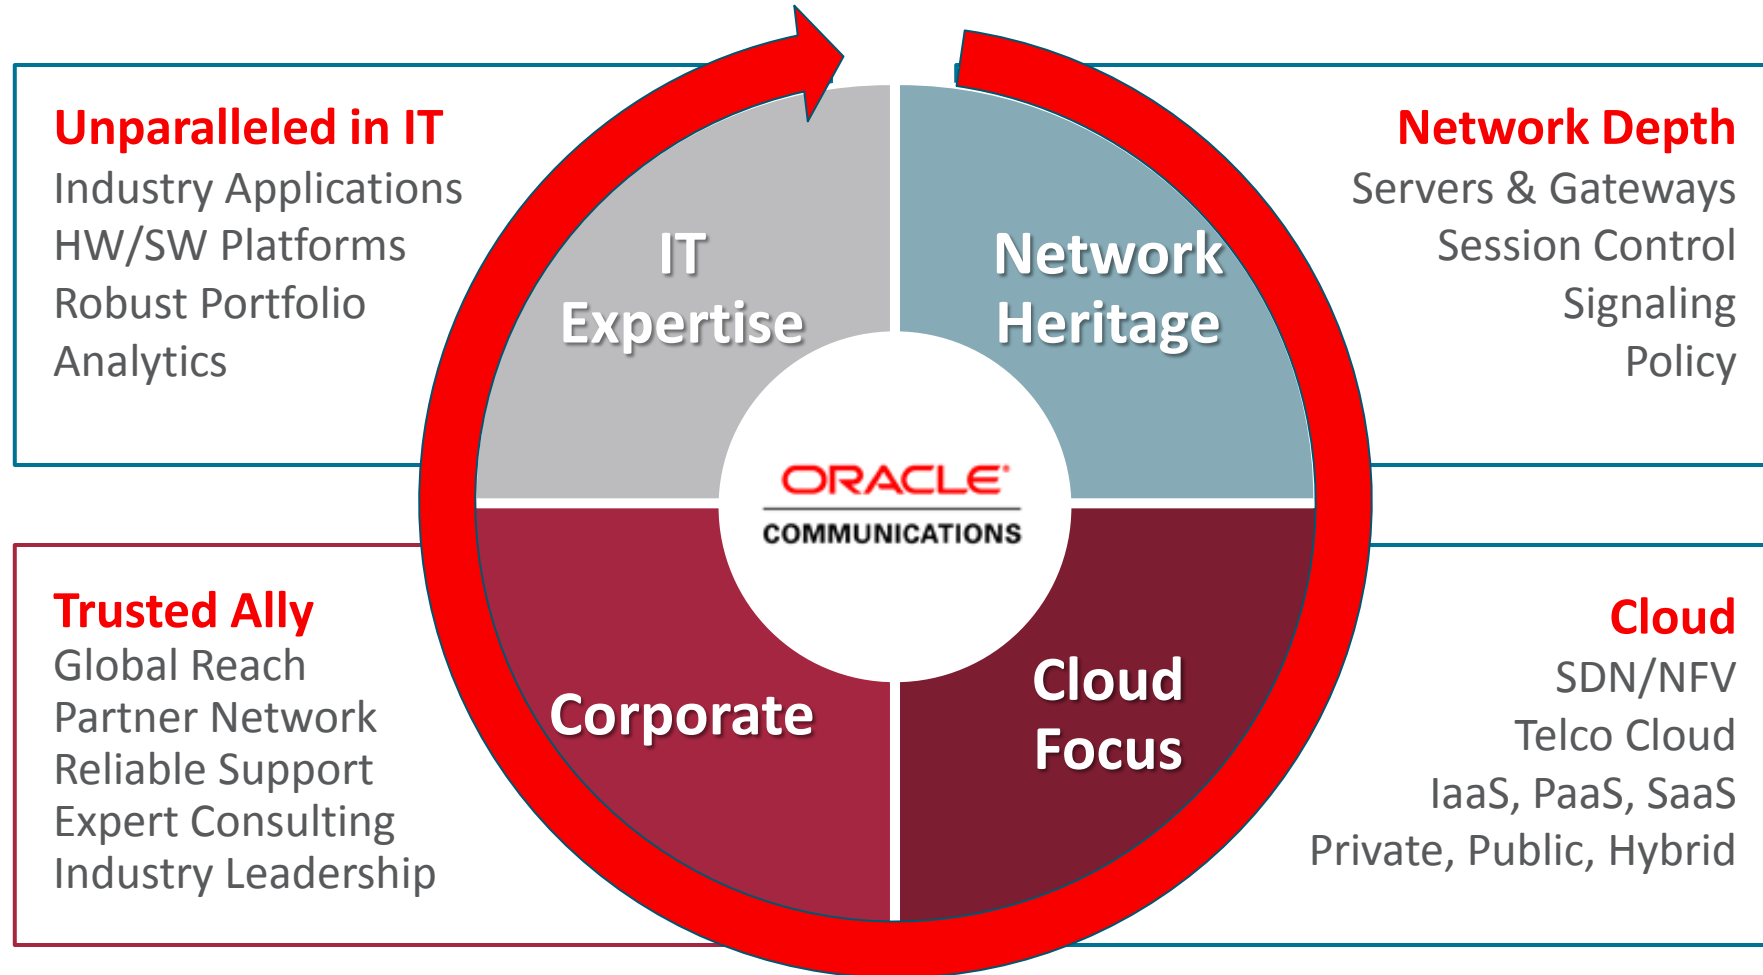 Unparalleled in IT
Industry Applications
HW/SW Platforms
Robust Portfolio
Analytics
IT
Expertise
Network
Heritage
Network Depth
Servers & Gateways
Session Control
Signaling
Policy
ORACLE
COMMUNICATIONS
Trusted Ally
Global Reach
Partner Network
Reliable Support
Expert Consulting
Industry Leadership
Corporate
Cloud
Focus
Cloud
SDN/NFV
Telco Cloud
IaaS, PaaS, SaaS
Private, Public, Hybrid